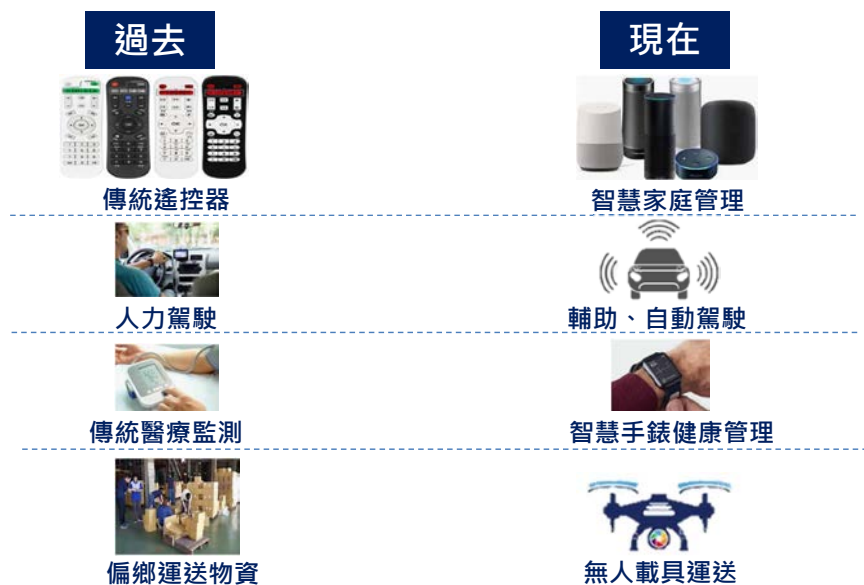 過去
現在
傳統遙控器
智慧家庭管理
人力駕駛
輔助、自動駕駛
傳統醫療監測
智慧手錶健康管理
偏鄉運送物資
無人載具運送